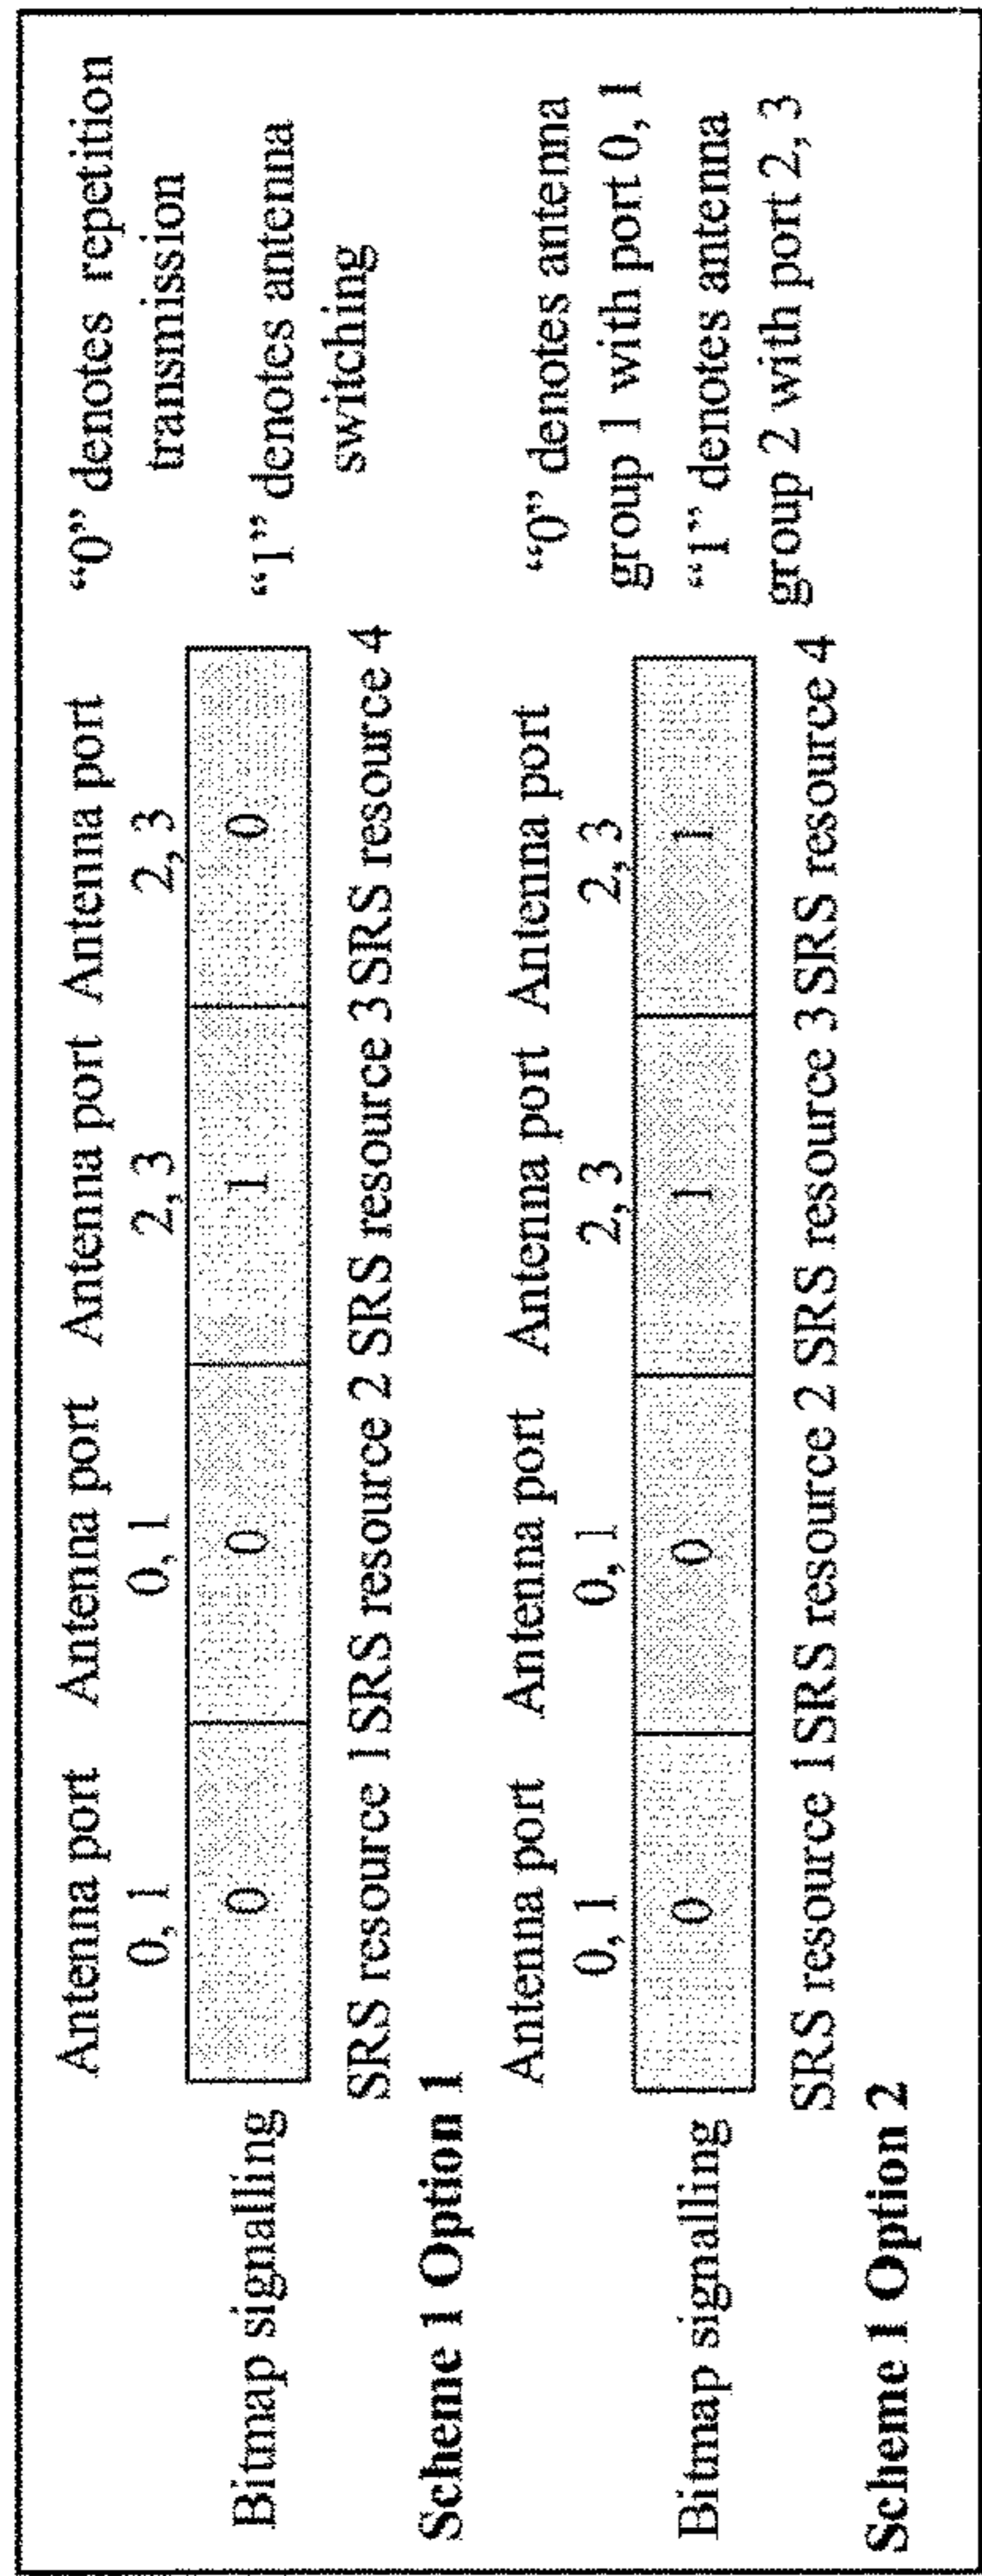 Antenna port Antenna port Antenna port Antenna port
0, 1 0, 1 2, 3 2, 3
Bitmap signalling 0 0 1 0
SRS resource 1 SRS resource 2 SRS resource 3 SRS resource 4
“0” denotes repetition
transmission
“1” denotes antenna
switching
Scheme 1 Option 1
Antenna port Antenna port Antenna port Antenna port
0, 1 0, 1 2, 3 2, 3
Bitmap signalling 0 0 1 1
SRS resource 1 SRS resource 2 SRS resource 3 SRS resource 4
“0” denotes antenna
group 1 with port 0, 1
“1” denotes antenna
group 2 with port 2, 3
Scheme 1 Option 2